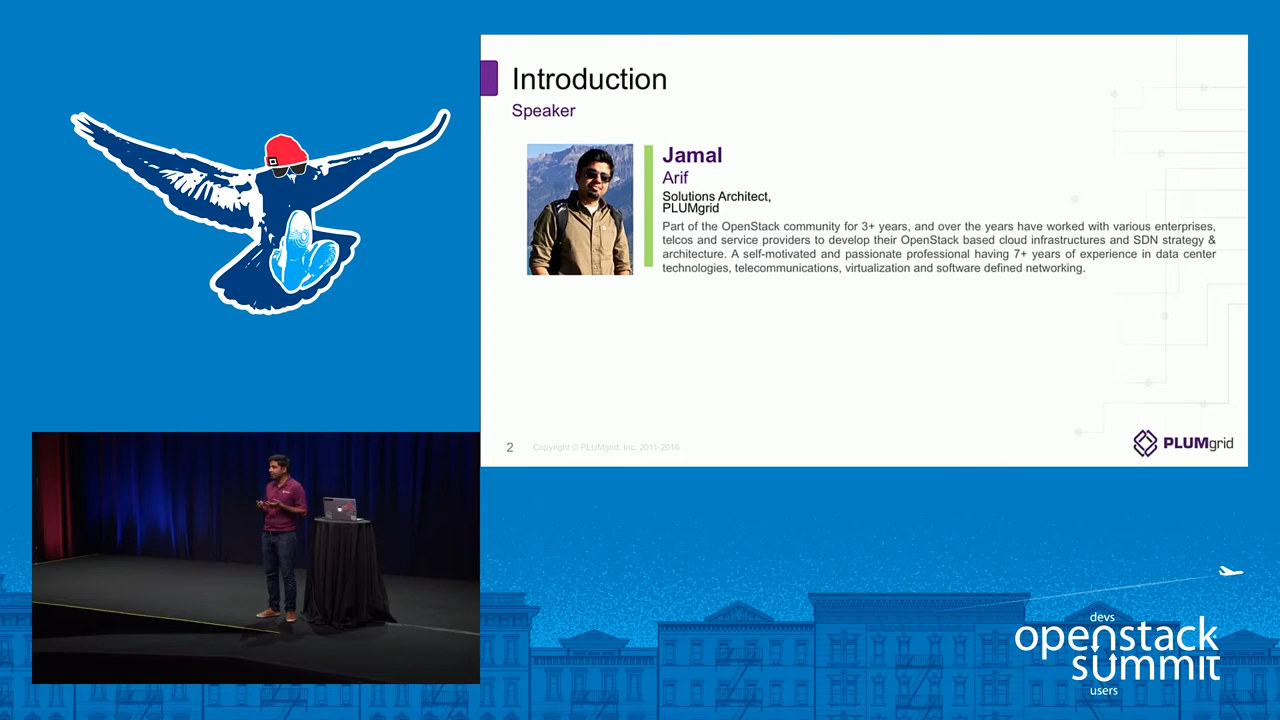 Introduction
Speaker
Jamal
Arif
Solutions Architect,
PLUMgrid
Part of the OpenStack community for 3+ years, and over the years have worked with various enterprises,
telcos and service providers to develop their OpenStack based cloud infrastructures and SDN strategy &
architecture. A self-motivated and passionate professional having 7+ years of experience in data center
technologies, telecommunications, virtualization and software defined networking.
2
Copyright © PLUMgrid, Inc. 2011-2016
PLUMgrid
devs
openstack
summit
users